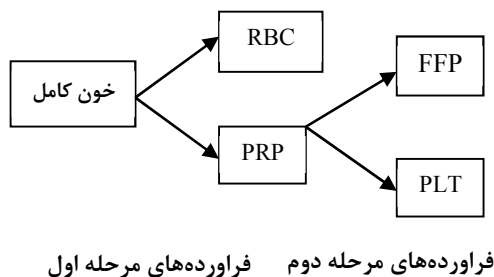 RBC
FFP
خون کامل
PRP
PLT
فراورده‌های مرحله اول
فراورده‌های مرحله دوم